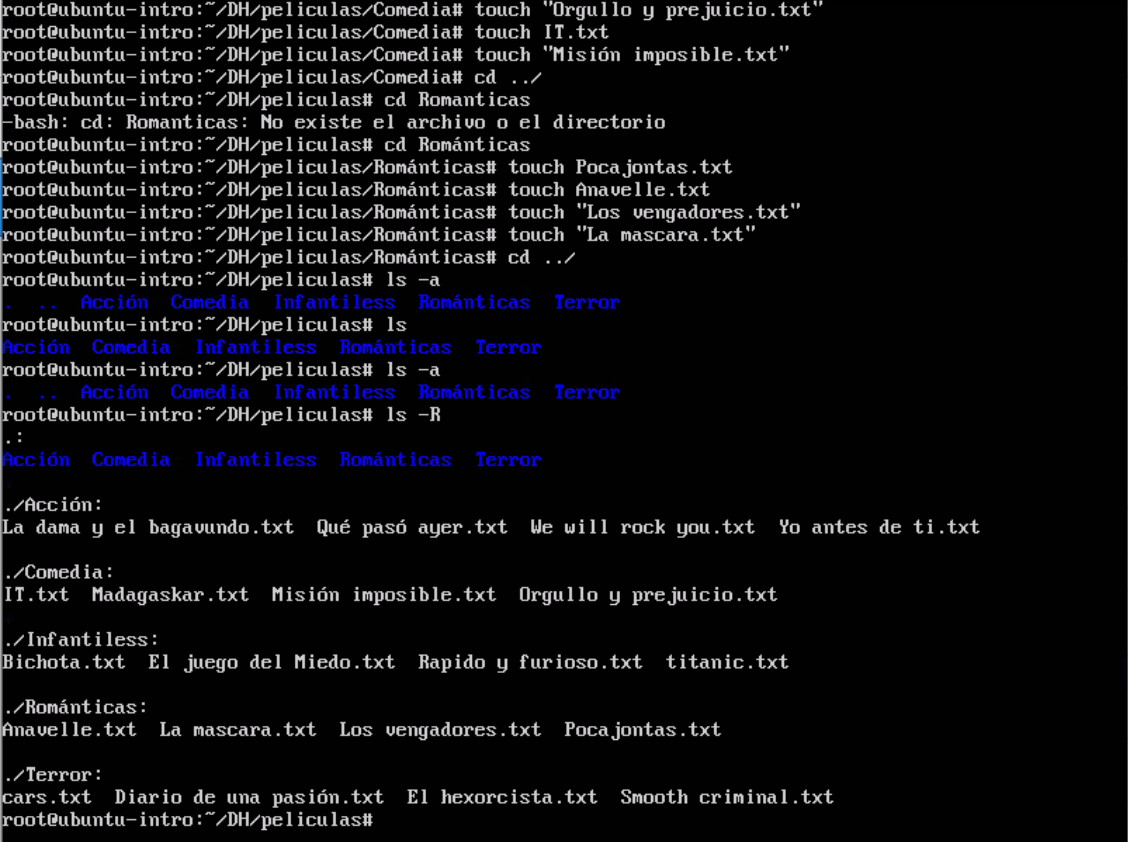 root@ubuntu-intro:~/DH/peliculas/Comedia# touch "Orgullo y prejuicio.txt"
root@ubuntu-intro:~/DH/peliculas/Comedia# touch IT.txt
root@ubuntu-intro:~/DH/peliculas/Comedia# touch "Misión imposible.txt"
root@ubuntu-intro:~/DH/peliculas/Comedia# cd ../
root@ubuntu-intro:~/DH/peliculas# cd Romanticas
-bash: cd: Romanticas: No existe el archivo o el directorio
root@ubuntu-intro:~/DH/peliculas# cd Románticas
root@ubuntu-intro:~/DH/peliculas/Románticas# touch Pocajontas.txt
root@ubuntu-intro:~/DH/peliculas/Románticas# touch Anavelle.txt
root@ubuntu-intro:~/DH/peliculas/Románticas# touch "Los vengadores.txt"
root@ubuntu-intro:~/DH/peliculas/Románticas# touch "La mascara.txt"
root@ubuntu-intro:~/DH/peliculas/Románticas# cd ../
root@ubuntu-intro:~/DH/peliculas# ls -a
.  ..  Acción  Comedia  Infantiless  Románticas  Terror
root@ubuntu-intro:~/DH/peliculas# ls
Acción  Comedia  Infantiless  Románticas  Terror
root@ubuntu-intro:~/DH/peliculas# ls -a
.  ..  Acción  Comedia  Infantiless  Románticas  Terror
root@ubuntu-intro:~/DH/peliculas# ls -R
.:
Acción  Comedia  Infantiless  Románticas  Terror
./Acción:
La dama y el bagavundo.txt  Qué pasó ayer.txt  We will rock you.txt  Yo antes de ti.txt
./Comedia:
IT.txt  Madagaskar.txt  Misión imposible.txt  Orgullo y prejuicio.txt
./Infantiless:
Bichota.txt  El juego del Miedo.txt  Rapido y furioso.txt  titanic.txt
./Románticas:
Anavelle.txt  La mascara.txt  Los vengadores.txt  Pocajontas.txt
./Terror:
cars.txt  Diario de una pasión.txt  El hexorcista.txt  Smooth criminal.txt
root@ubuntu-intro:~/DH/peliculas#